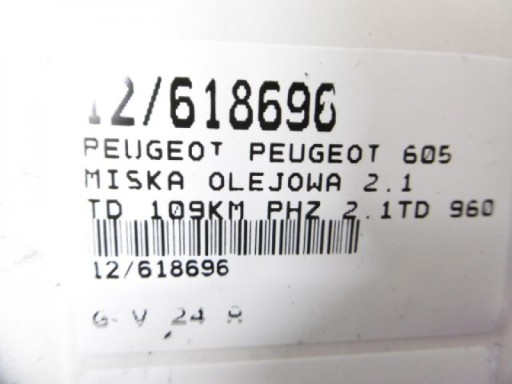 12/618696
PEUGEOT PEUGEOT 605
MISKA OLEJOWA 2.1
TD 109KM PHZ 2.1TD 960
12/618696
G V 24 A